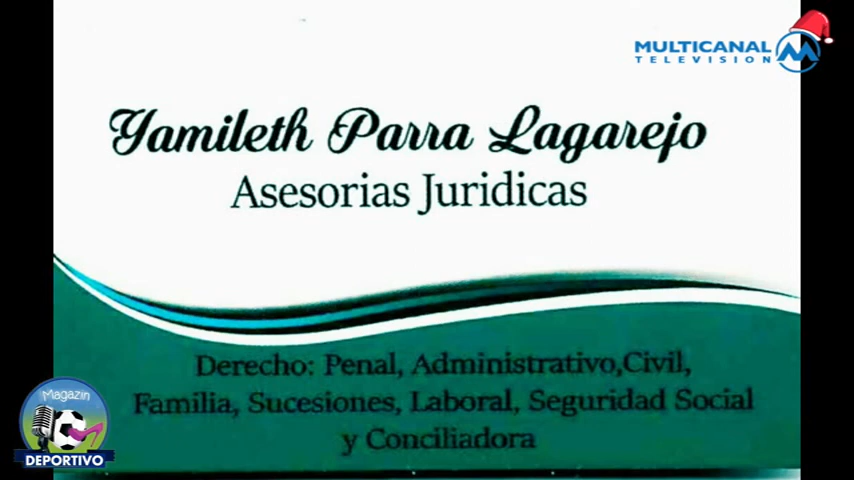 MULTICANAL
TELEVISION
Yamileth Parra Lagarejo
Asesorias Juridicas
Derecho: Penal, Administrativo,Civil,
Familia, Sucesiones, Laboral, Seguridad Social
y Conciliadora
Magazin
DEPORTIVO